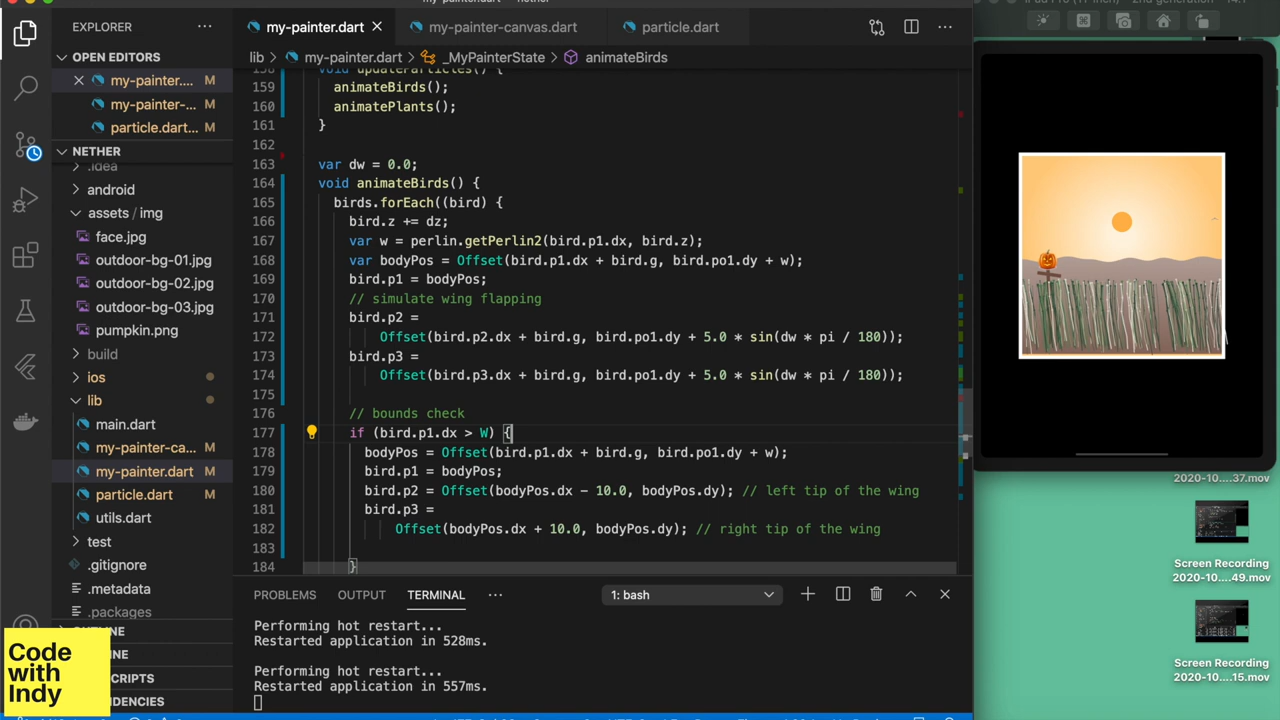 my-painter.dart
my-painter-canvas.dart
particle.dart
lib
my-painter.dart
_MyPainterState
animateBirds
EXPLORER
OPEN EDITORS
my-painter.... M
my-painter-... M
particle.dart... M
NETHER
.idea
android
assets / img
face.jpg
outdoor-bg-01.jpg
outdoor-bg-02.jpg
outdoor-bg-03.jpg
pumpkin.png
build
ios
lib
main.dart
my-painter-ca... M
my-painter.dart M
particle.dart M
utils.dart
test
.gitignore
.metadata
.packages
158 void updateParticles() {
159 animateBirds();
160 animatePlants();
161 }
162
163 var dw = 0.0;
164 void animateBirds() {
165 birds.forEach((bird) {
166 bird.z += dz;
167 var w = perlin.getPerlin2(bird.p1.dx, bird.z);
168 var bodyPos = Offset(bird.p1.dx + bird.g, bird.po1.dy + w);
169 bird.p1 = bodyPos;
170 // simulate wing flapping
171 bird.p2 =
172 Offset(bird.p2.dx + bird.g, bird.po1.dy + 5.0 * sin(dw * pi / 180));
173 bird.p3 =
174 Offset(bird.p3.dx + bird.g, bird.po1.dy + 5.0 * sin(dw * pi / 180));
175
176 // bounds check
177 if (bird.p1.dx > W) {
178 bodyPos = Offset(bird.p1.dx + bird.g, bird.po1.dy + w);
179 bird.p1 = bodyPos;
180 bird.p2 = Offset(bodyPos.dx - 10.0, bodyPos.dy); // left tip of the wing
181 bird.p3 =
182 Offset(bodyPos.dx + 10.0, bodyPos.dy); // right tip of the wing
183
184 }
PROBLEMS
OUTPUT
TERMINAL
1: bash
Performing hot restart...
Restarted application in 528ms.
Performing hot restart...
Restarted application in 557ms.
Code
with
Indy
2020-10....37.mov
Screen Recording
2020-10....49.mov
Screen Recording
2020-10....15.mov